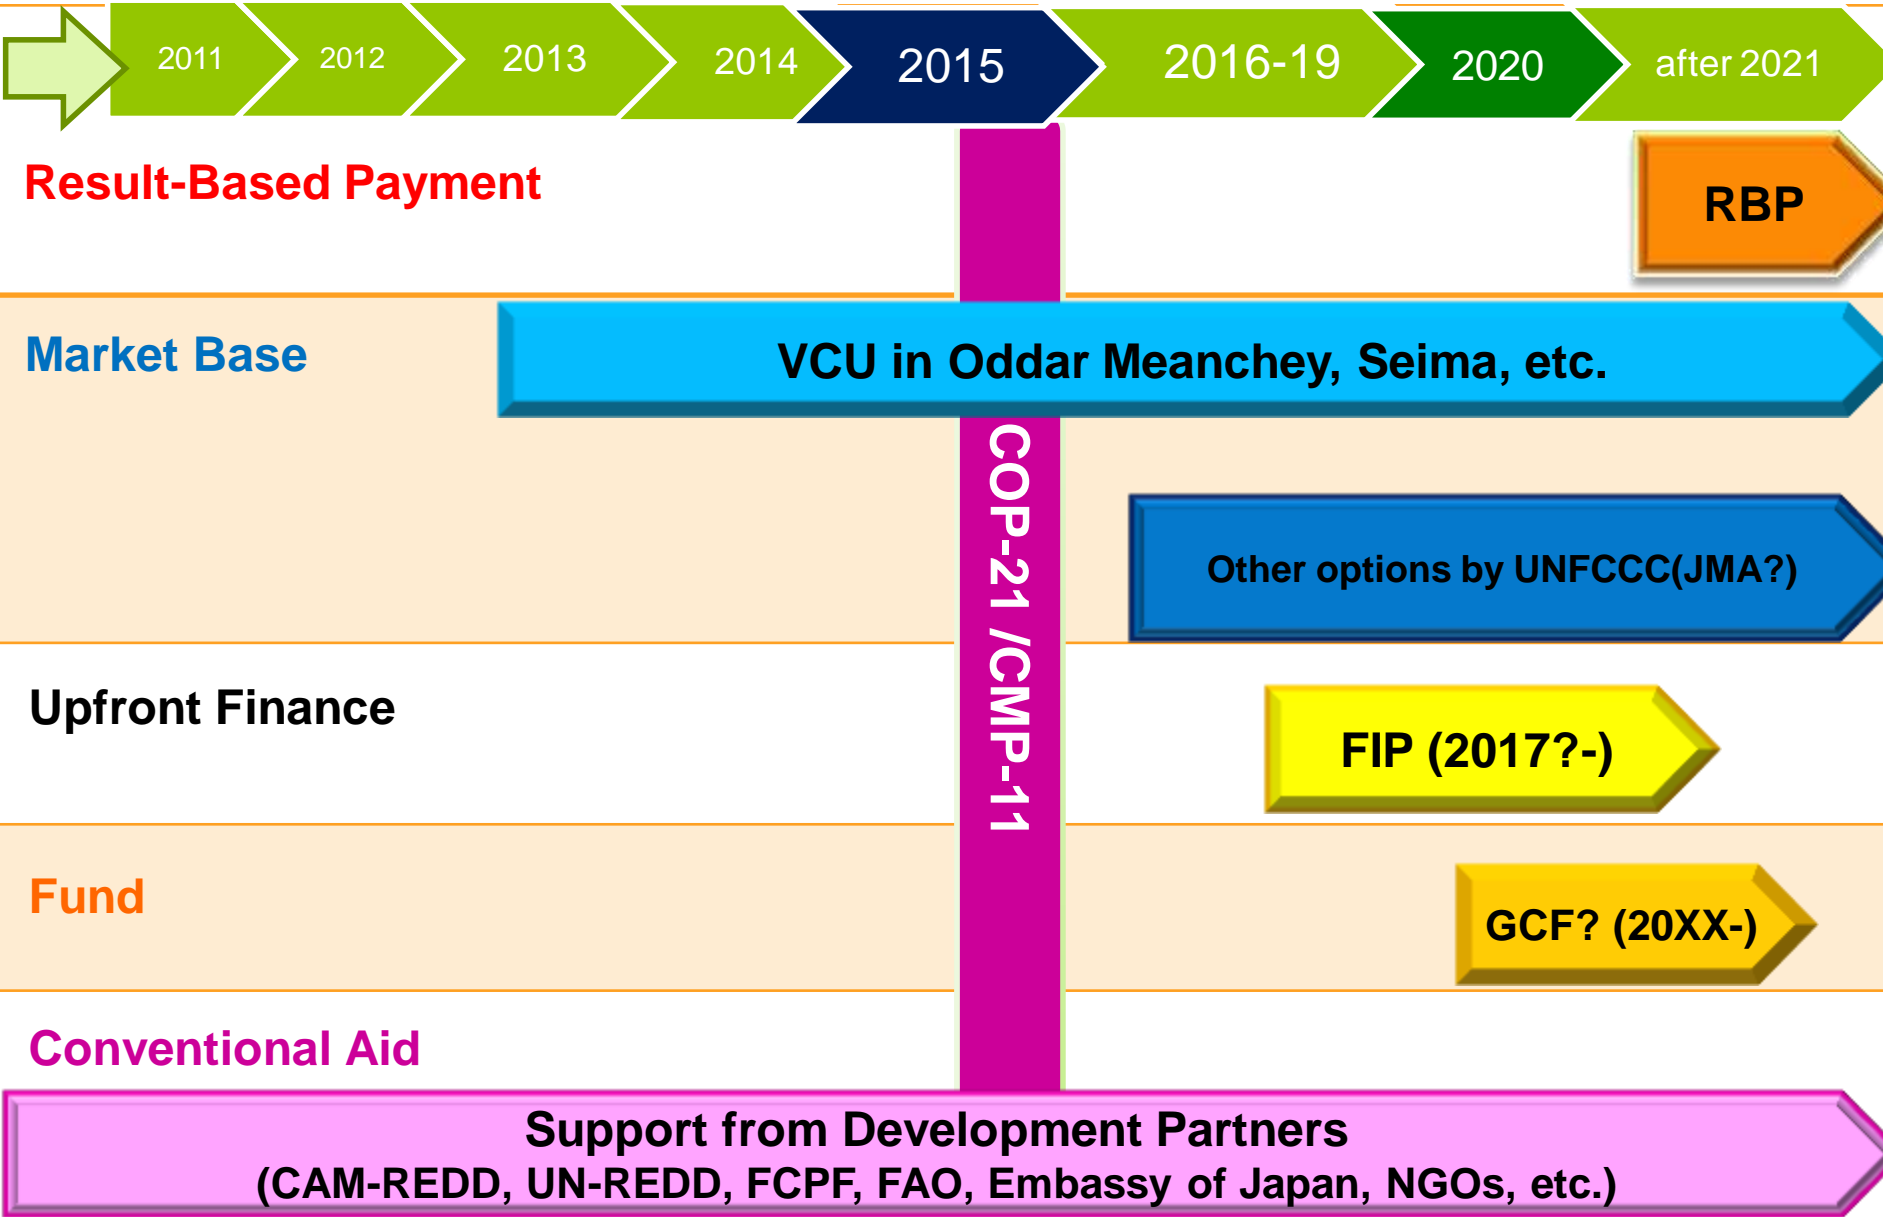 2011
2012
2013
2014
2015
2016-19
2020
after 2021
Result-Based Payment
RBP
Market Base
VCU in Oddar Meanchey, Seima, etc.
COP-21 /CMP-11
Other options by UNFCCC(JMA?)
Upfront Finance
FIP (2017?-)
Fund
GCF? (20XX-)
Conventional Aid
Support from Development Partners
(CAM-REDD, UN-REDD, FCPF, FAO, Embassy of Japan, NGOs, etc.)